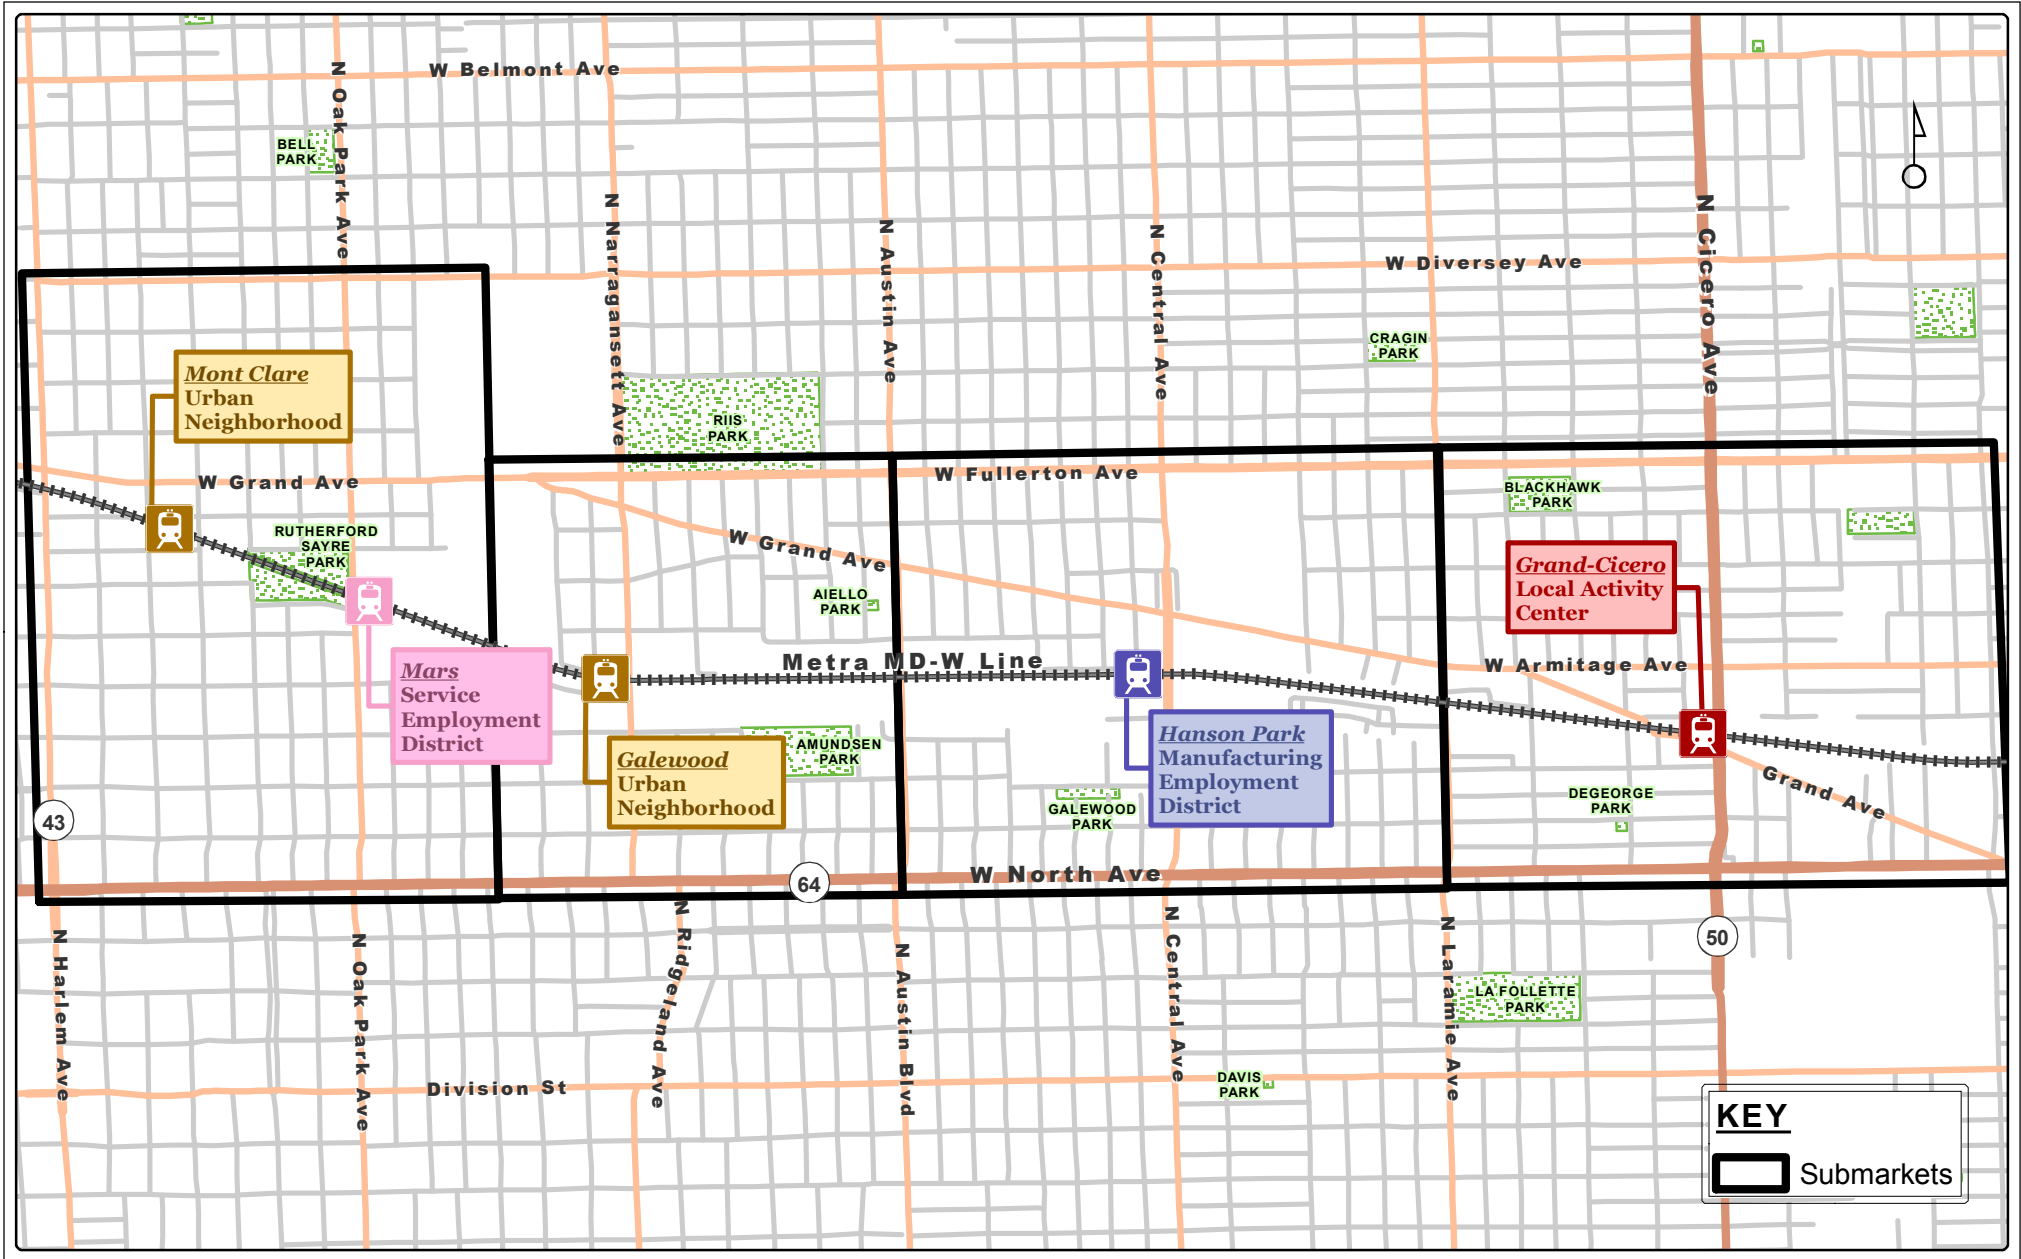 W Belmont Ave
N Oak Park Ave
BELL
PARK
N Narragansett Ave
N Austin Ave
N Central Ave
N Cicero Ave
W Diversey Ave
CRAGIN
PARK
Mont Clare
Urban
Neighborhood
RIIS
PARK
W Grand Ave
W Fullerton Ave
BLACKHAWK
PARK
RUTHERFORD
SAYRE
PARK
W Grand Ave
Grand-Cicero
Local Activity
Center
AIELLO
PARK
Metra MD-W Line
W Armitage Ave
Mars
Service
Employment
District
Galewood
Urban
Neighborhood
AMUNDSEN
PARK
Hanson Park
Manufacturing
Employment
District
GALEWOOD
PARK
DEGEORGE
PARK
Grand Ave
43
64
W North Ave
50
N Harlem Ave
N Oak Park Ave
N Ridgeland Ave
N Austin Blvd
N Central Ave
N Laramie Ave
LA FOLLETTE
PARK
Division St
DAVIS
PARK
KEY
Submarkets